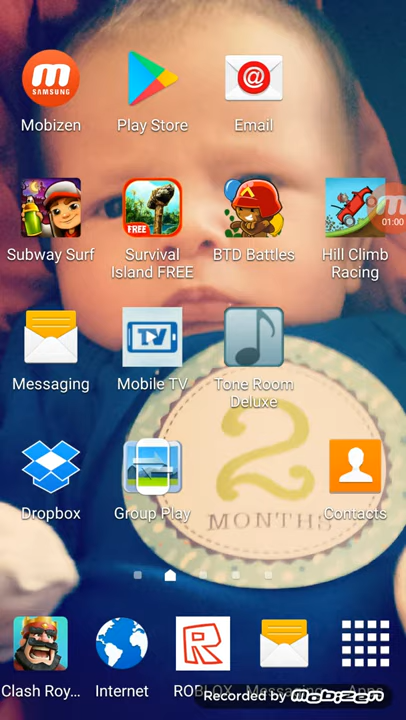 m
SAMSUNG
@
Mobizen
Play Store
Email
FREE
01:00
Subway Surf
Survival
Island FREE
BTD Battles
Hill Climb
Racing
TV
Messaging
Mobile TV
Tone Room
Deluxe
2
MONTHS
Dropbox
Group Play
Contacts
R
Clash Roy...
Internet
ROBLOX
Messaging
Apps
Recorded by mobizen